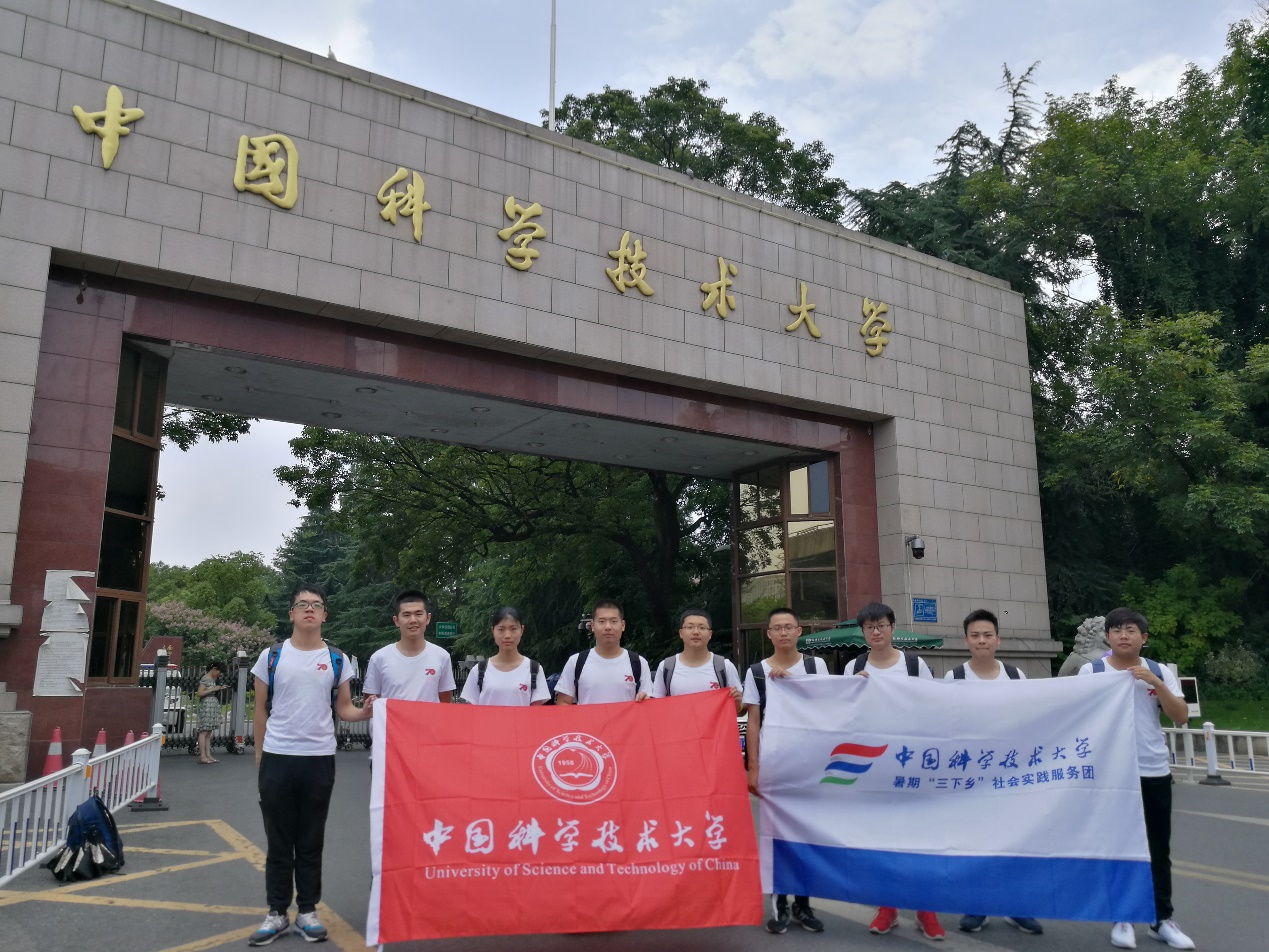 中国科学技术大学
1958
中国科学技术大学
University of Science and Technology of China
中国科学技术大学
暑期“三下乡”社会实践服务团